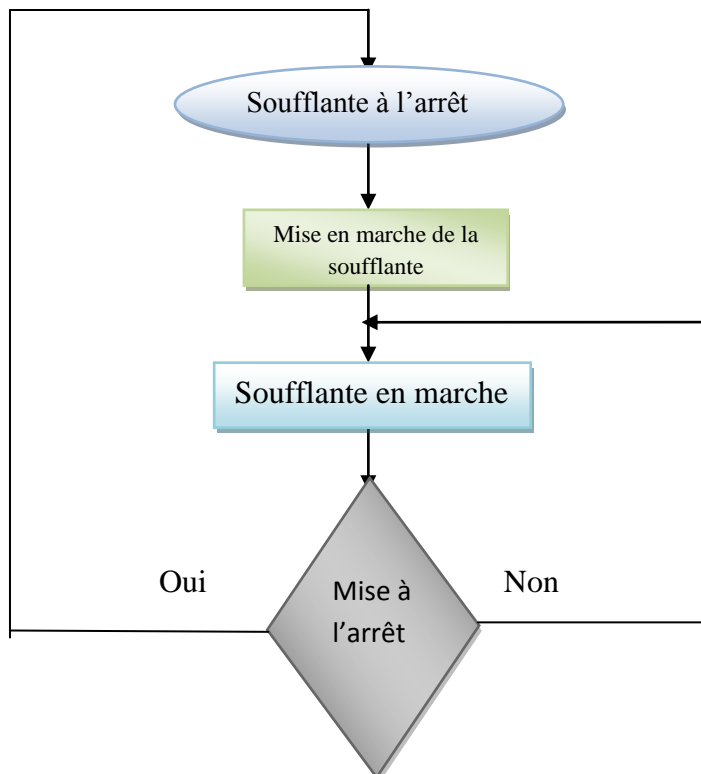 Soufflante à l’arrêt
Mise en marche de la
soufflante
Soufflante en marche
Oui
Non
Mise à
l’arrêt